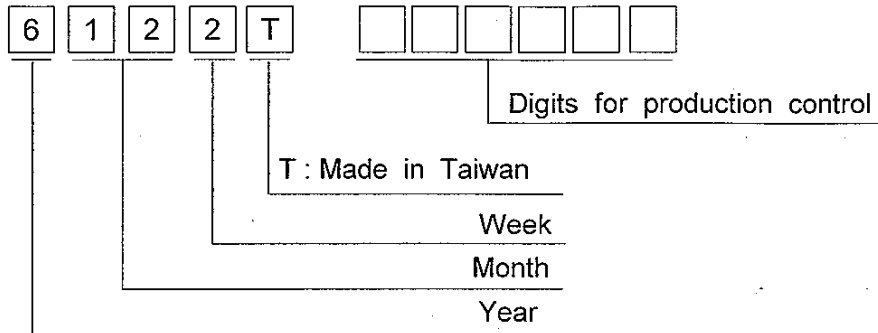 6 1 2 2 T
Digits for production control
T : Made in Taiwan
Week
Month
Year